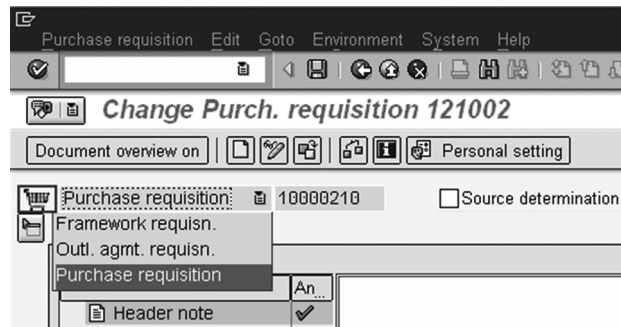 Purchase requisition Edit Goto Environment System Help
Change Purch. requisition 121002
Document overview on Personal setting
Purchase requisition 10000210 Source determination
Framework requisn.
Outl. agmt. requisn.
Purchase requisition
An...
Header note